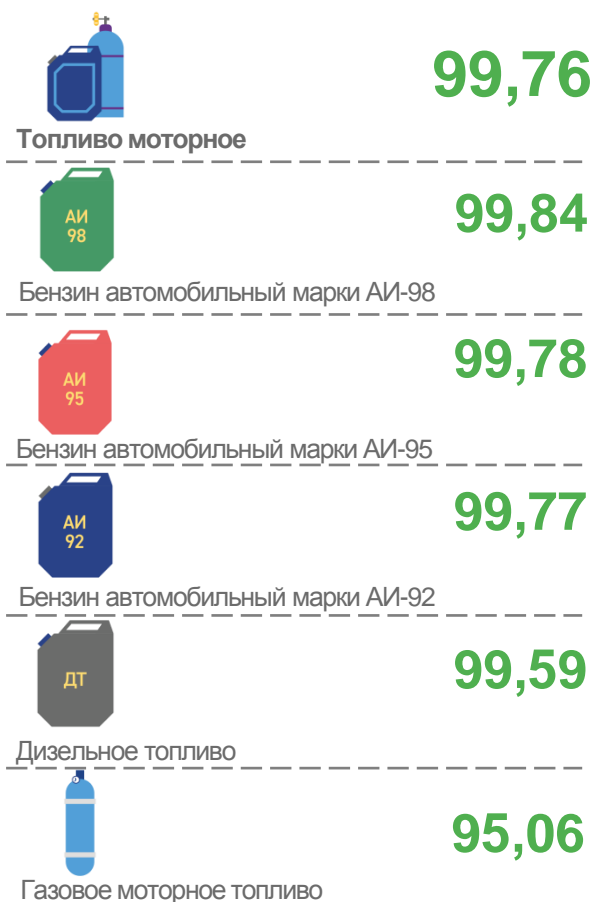 99,76
Топливо моторное
АИ
98
99,84
Бензин автомобильный марки АИ-98
99,78
АИ
95
Бензин автомобильный марки АИ-95
99,77
АИ
92
Бензин автомобильный марки АИ-92
99,59
ДТ
Дизельное топливо
95,06
Газовое моторное топливо